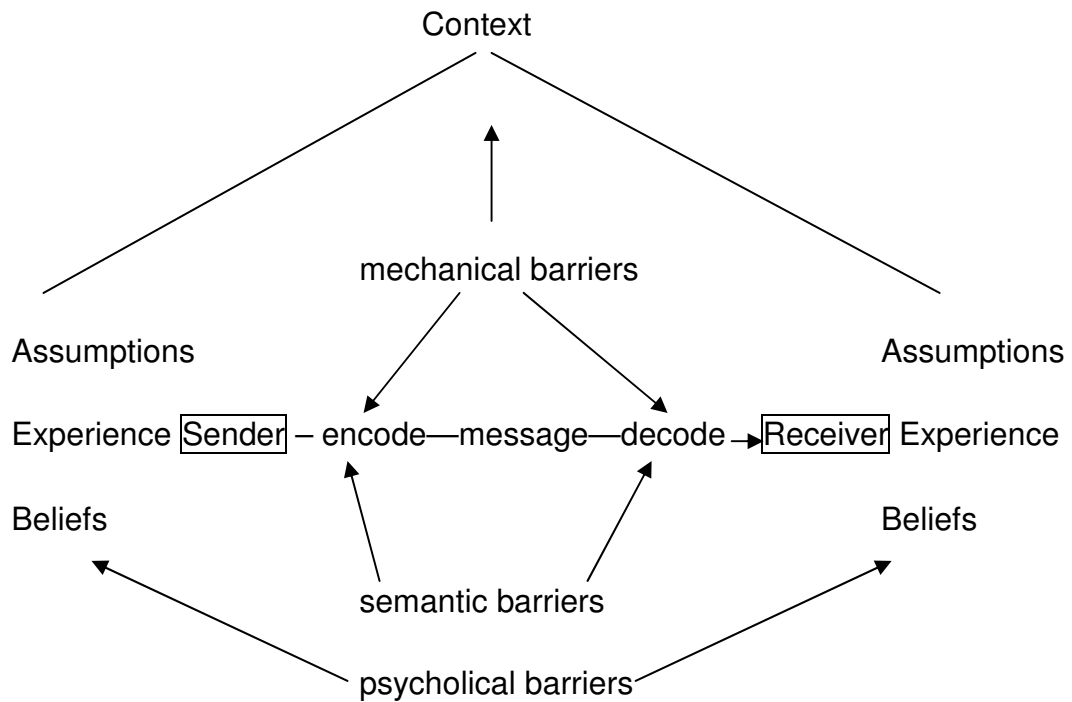 Context
mechanical barriers
Assumptions Assumptions
Experience Sender – encode—message—decode Receiver Experience
Beliefs Beliefs
semantic barriers
psycholical barriers